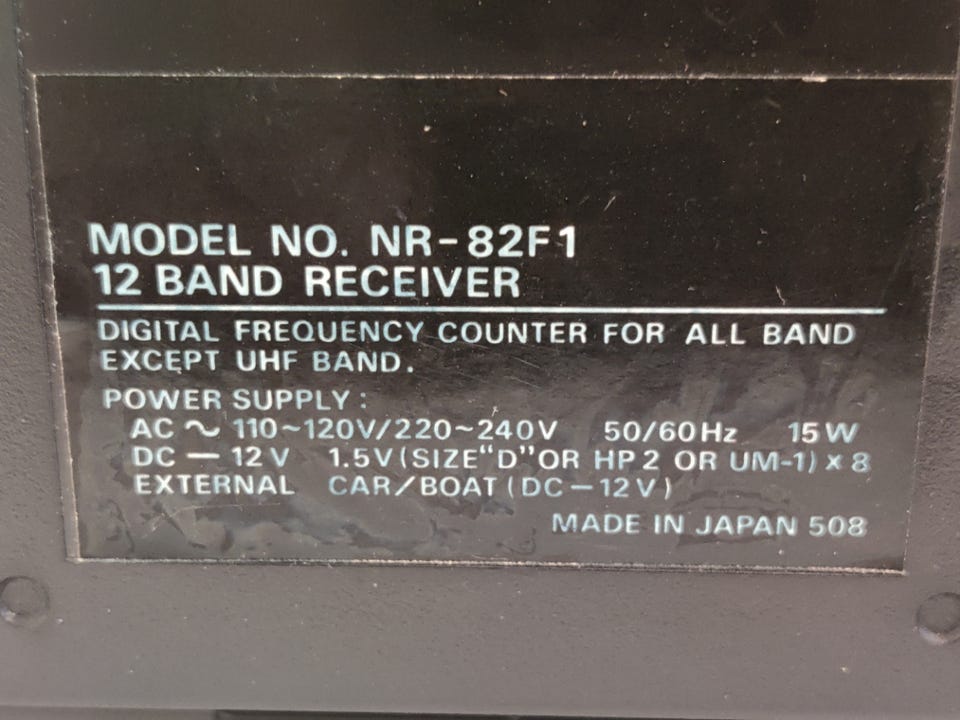 MODEL NO. NR-82F1
12 BAND RECEIVER
DIGITAL FREQUENCY COUNTER FOR ALL BAND
EXCEPT UHF BAND.
POWER SUPPLY :
AC ~ 110~120V/220~240V 50/60Hz 15W
DC — 12V 1.5V (SIZE "D" OR HP2 OR UM-1) x 8
EXTERNAL CAR/BOAT (DC—12V)
MADE IN JAPAN 508